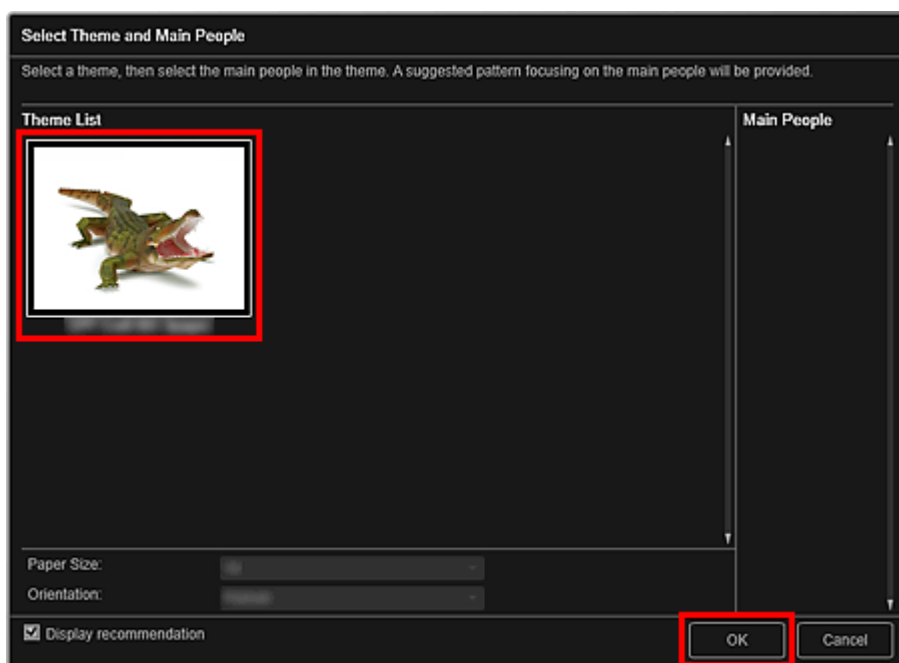 Select Theme and Main People
Select a theme, then select the main people in the theme. A suggested pattern focusing on the main people will be provided.
Theme List
Main People
Paper Size:
Orientation:
Display recommendation
OK
Cancel